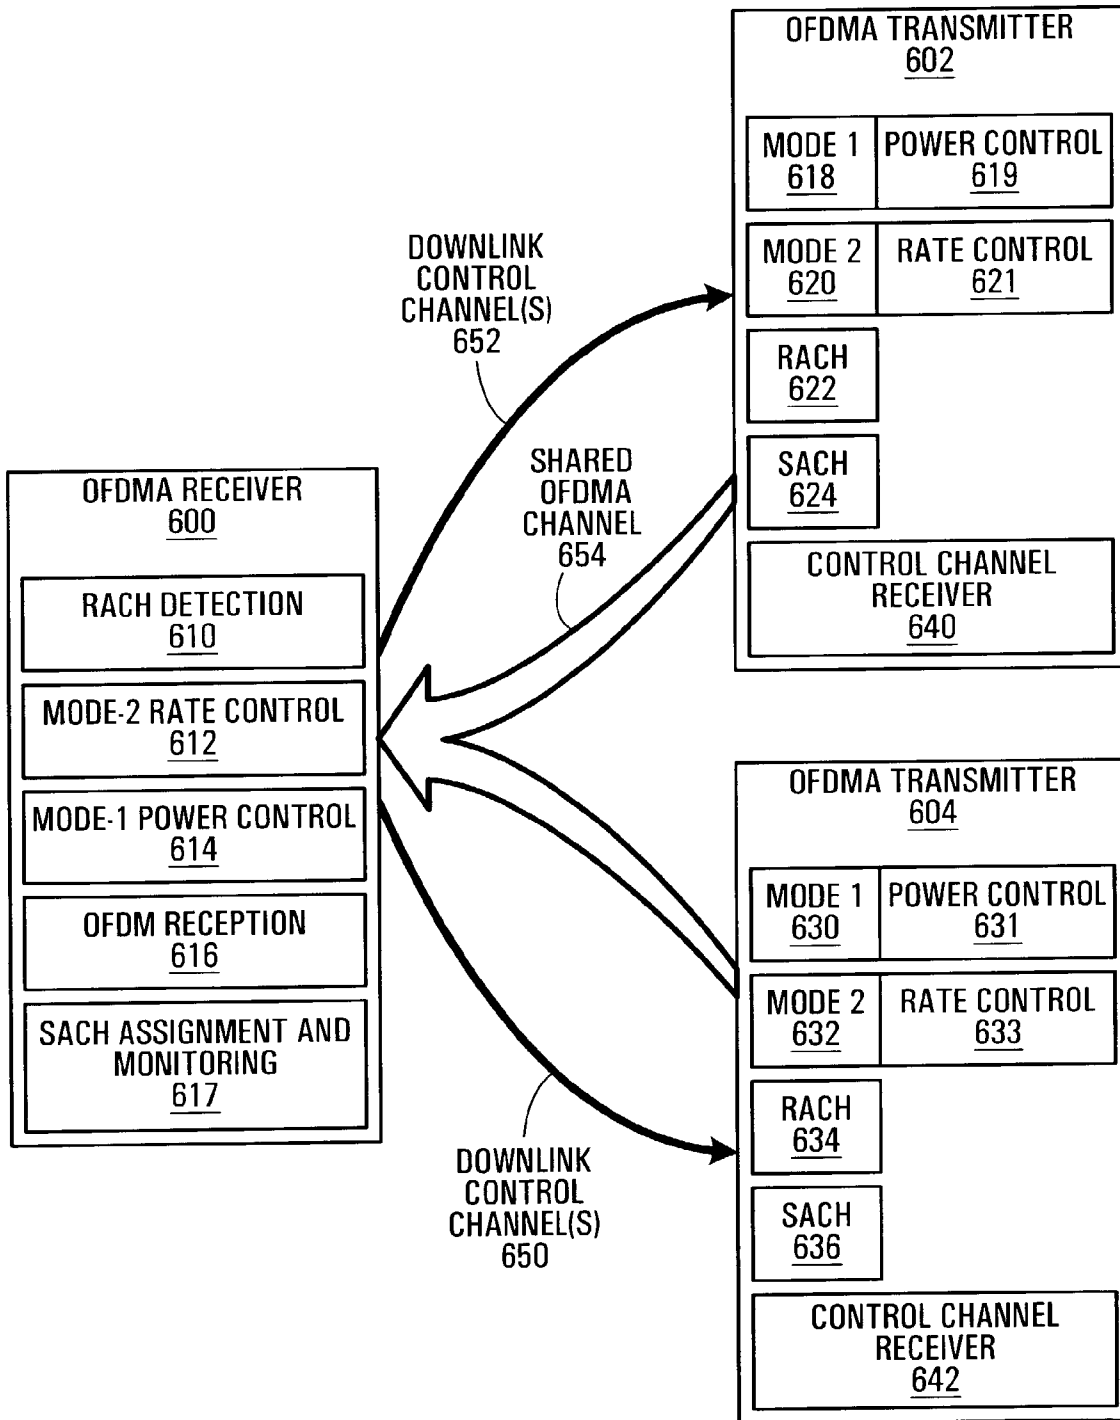 OFDMA TRANSMITTER
602
MODE 1
618
POWER CONTROL
619
MODE 2
620
RATE CONTROL
621
RACH
622
SACH
624
CONTROL CHANNEL
RECEIVER
640
DOWNLINK
CONTROL
CHANNEL(S)
652
SHARED
OFDMA
CHANNEL
654
OFDMA RECEIVER
600
RACH DETECTION
610
MODE-2 RATE CONTROL
612
MODE-1 POWER CONTROL
614
OFDM RECEPTION
616
SACH ASSIGNMENT AND
MONITORING
617
DOWNLINK
CONTROL
CHANNEL(S)
650
OFDMA TRANSMITTER
604
MODE 1
630
POWER CONTROL
631
MODE 2
632
RATE CONTROL
633
RACH
634
SACH
636
CONTROL CHANNEL
RECEIVER
642